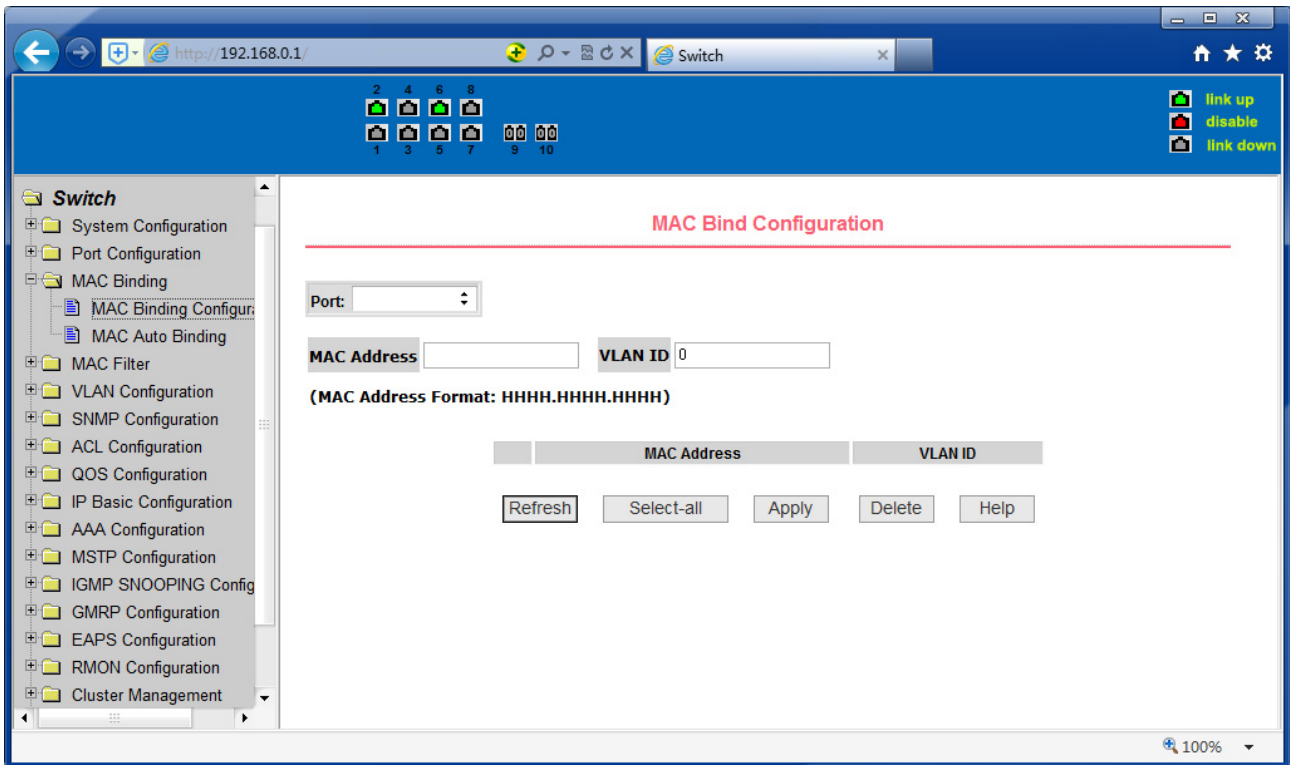 http://192.168.0.1/
Switch
2 4 6 8
1 3 5 7 9 10
link up
disable
link down
Switch
System Configuration
Port Configuration
MAC Binding
MAC Binding Configura
MAC Auto Binding
MAC Filter
VLAN Configuration
SNMP Configuration
ACL Configuration
QOS Configuration
IP Basic Configuration
AAA Configuration
MSTP Configuration
IGMP SNOOPING Config
GMRP Configuration
EAPS Configuration
RMON Configuration
Cluster Management
MAC Bind Configuration
Port:
MAC Address VLAN ID 0
(MAC Address Format: HHHH.HHHH.HHHH)
MAC Address VLAN ID
Refresh Select-all Apply Delete Help
100%